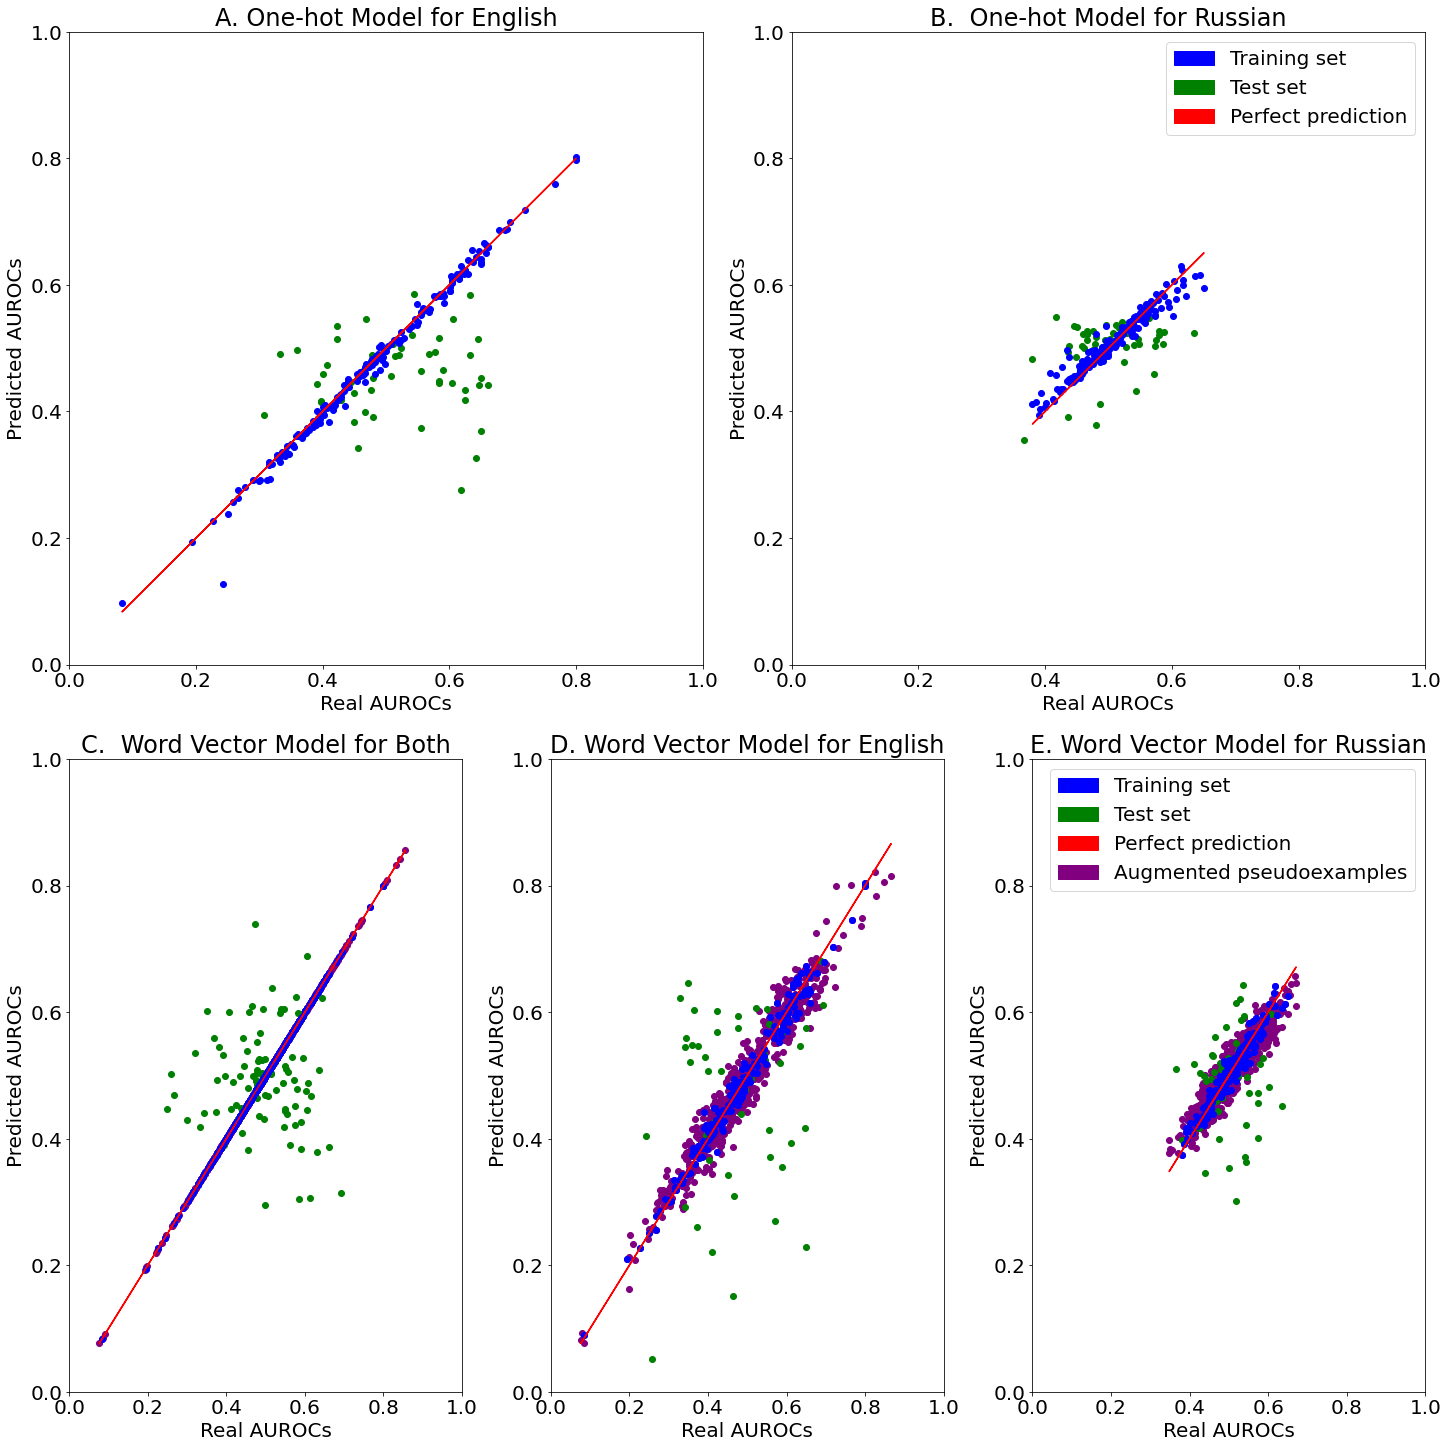 A. One-hot Model for English
1.0
0.8
0.6
0.4
0.2
0.0
Predicted AUROCs
0.0 0.2 0.4 0.6 0.8 1.0
Real AUROCs
B. One-hot Model for Russian
1.0
0.8
0.6
0.4
0.2
0.0
Predicted AUROCs
Training set
Test set
Perfect prediction
0.0 0.2 0.4 0.6 0.8 1.0
Real AUROCs
C. Word Vector Model for Both
1.0
0.8
0.6
0.4
0.2
0.0
Predicted AUROCs
0.0 0.2 0.4 0.6 0.8 1.0
Real AUROCs
D. Word Vector Model for English
1.0
0.8
0.6
0.4
0.2
0.0
Predicted AUROCs
0.0 0.2 0.4 0.6 0.8 1.0
Real AUROCs
E. Word Vector Model for Russian
1.0
0.8
0.6
0.4
0.2
0.0
Predicted AUROCs
Training set
Test set
Perfect prediction
Augmented pseudoexamples
0.0 0.2 0.4 0.6 0.8 1.0
Real AUROCs